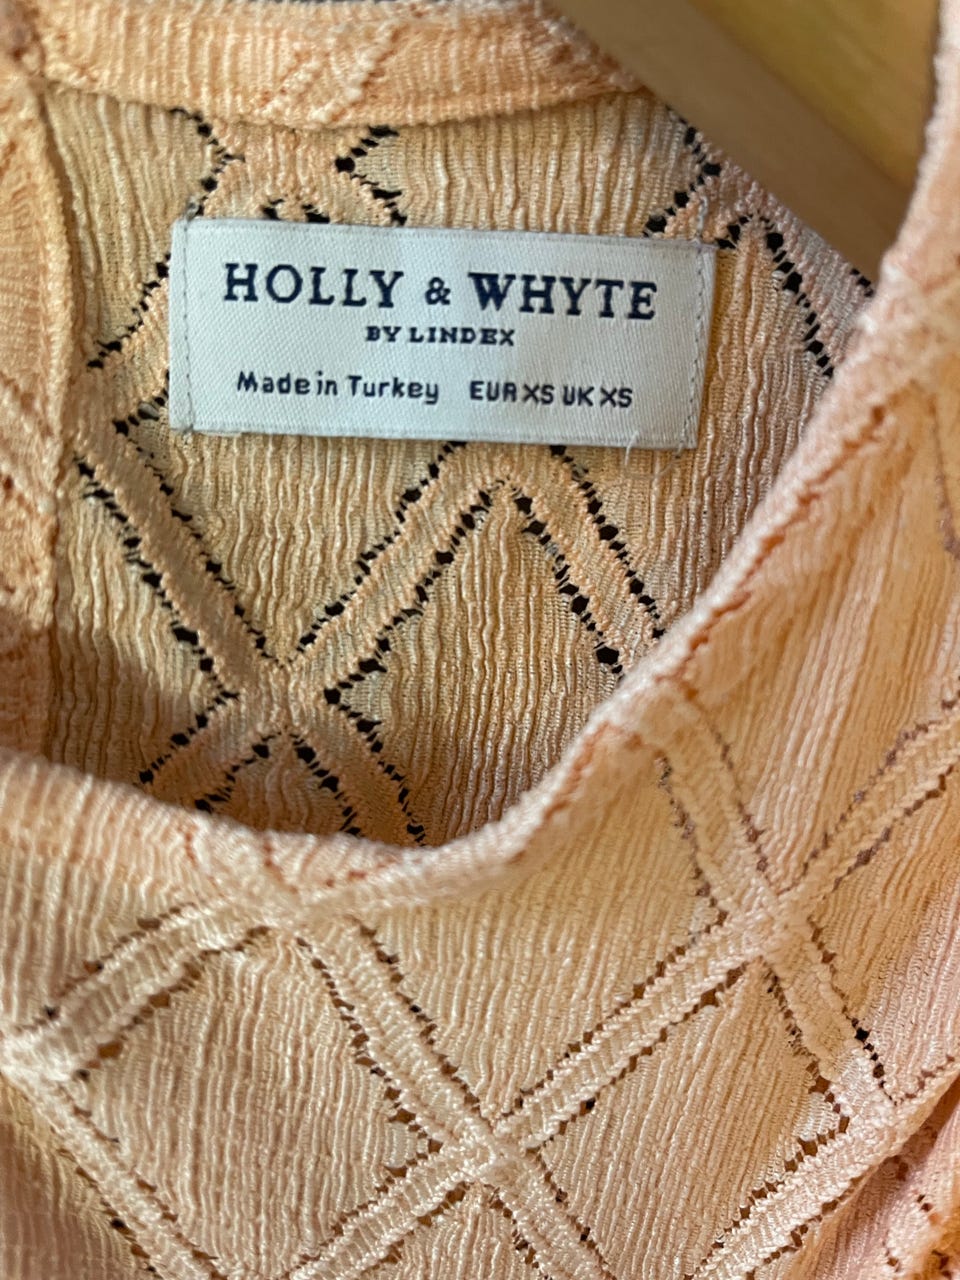 HOLLY & WHYTE
BY LINDEX
Made in Turkey EUR XS UK XS